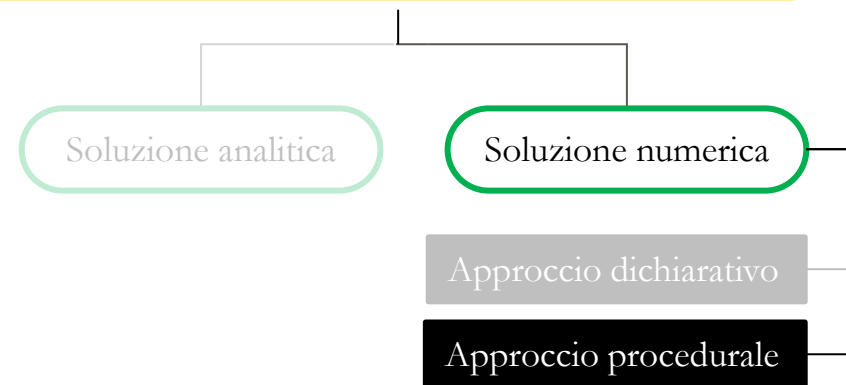 Soluzione analitica
Soluzione numerica
Approccio dichiarativo
Approccio procedurale